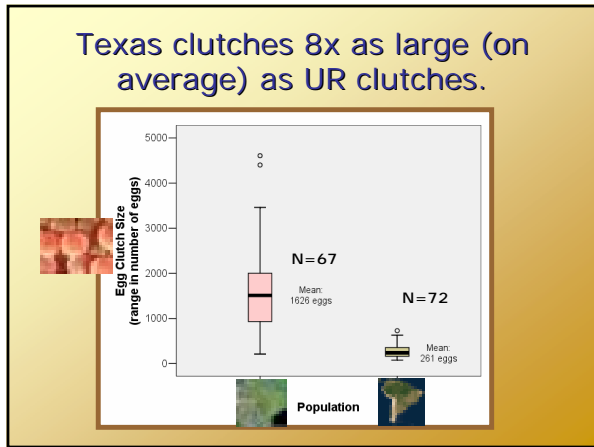 Texas clutches 8x as large (on
average) as UR clutches.
5000
4000
3000
2000
1000
0
Egg Clutch Size
(range in number of eggs)
N=67
Mean:
1626 eggs
N=72
Mean:
261 eggs
Population